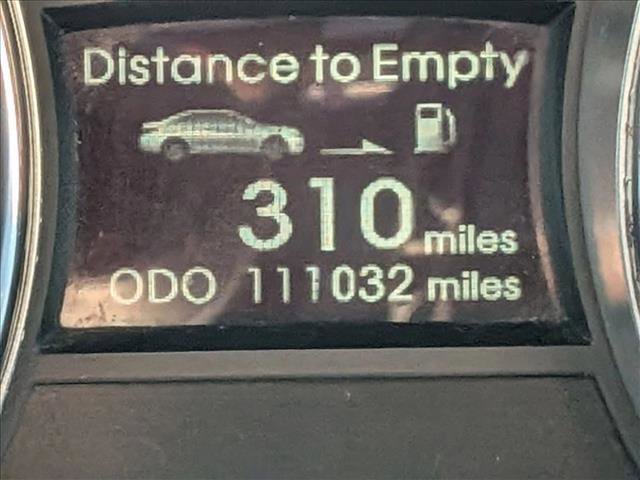 Distance to Empty
310 miles
ODO 111032 miles